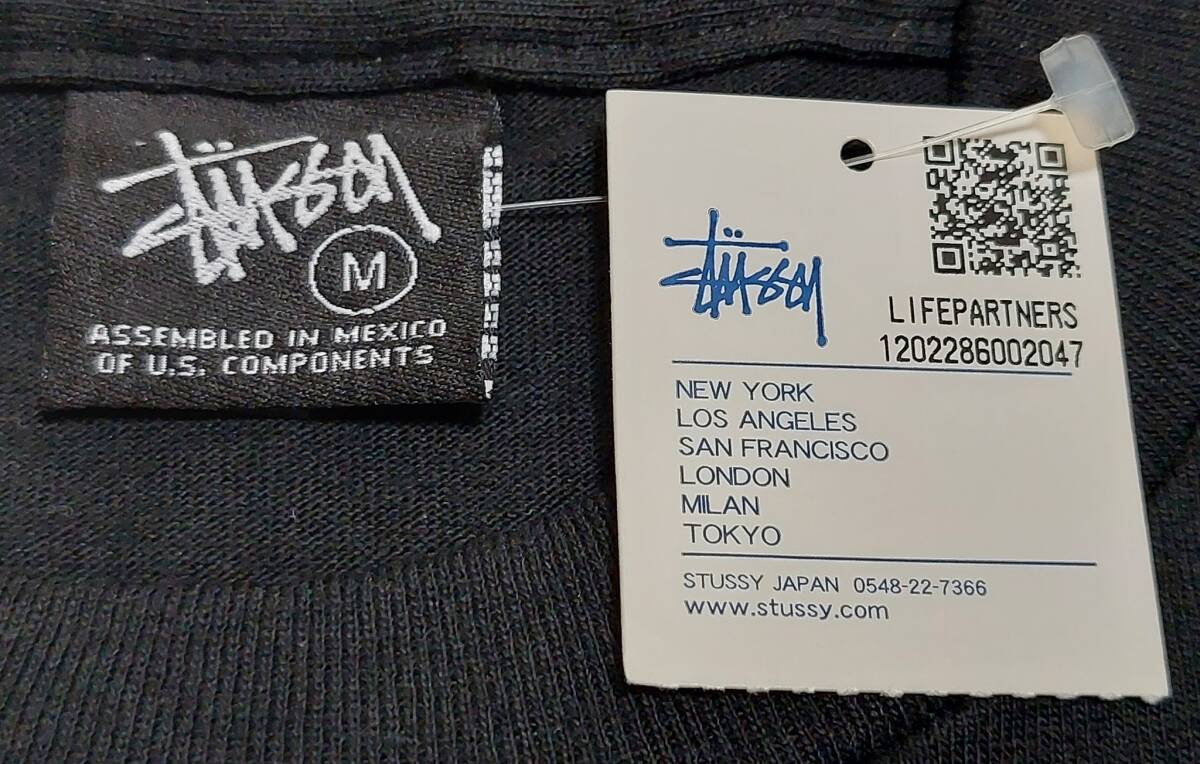 Stüssy
M
ASSEMBLED IN MEXICO
OF U.S. COMPONENTS
Stüssy
LIFEPARTNERS
1202286002047
NEW YORK
LOS ANGELES
SAN FRANCISCO
LONDON
MILAN
TOKYO
STUSSY JAPAN 0548-22-7366
www.stussy.com